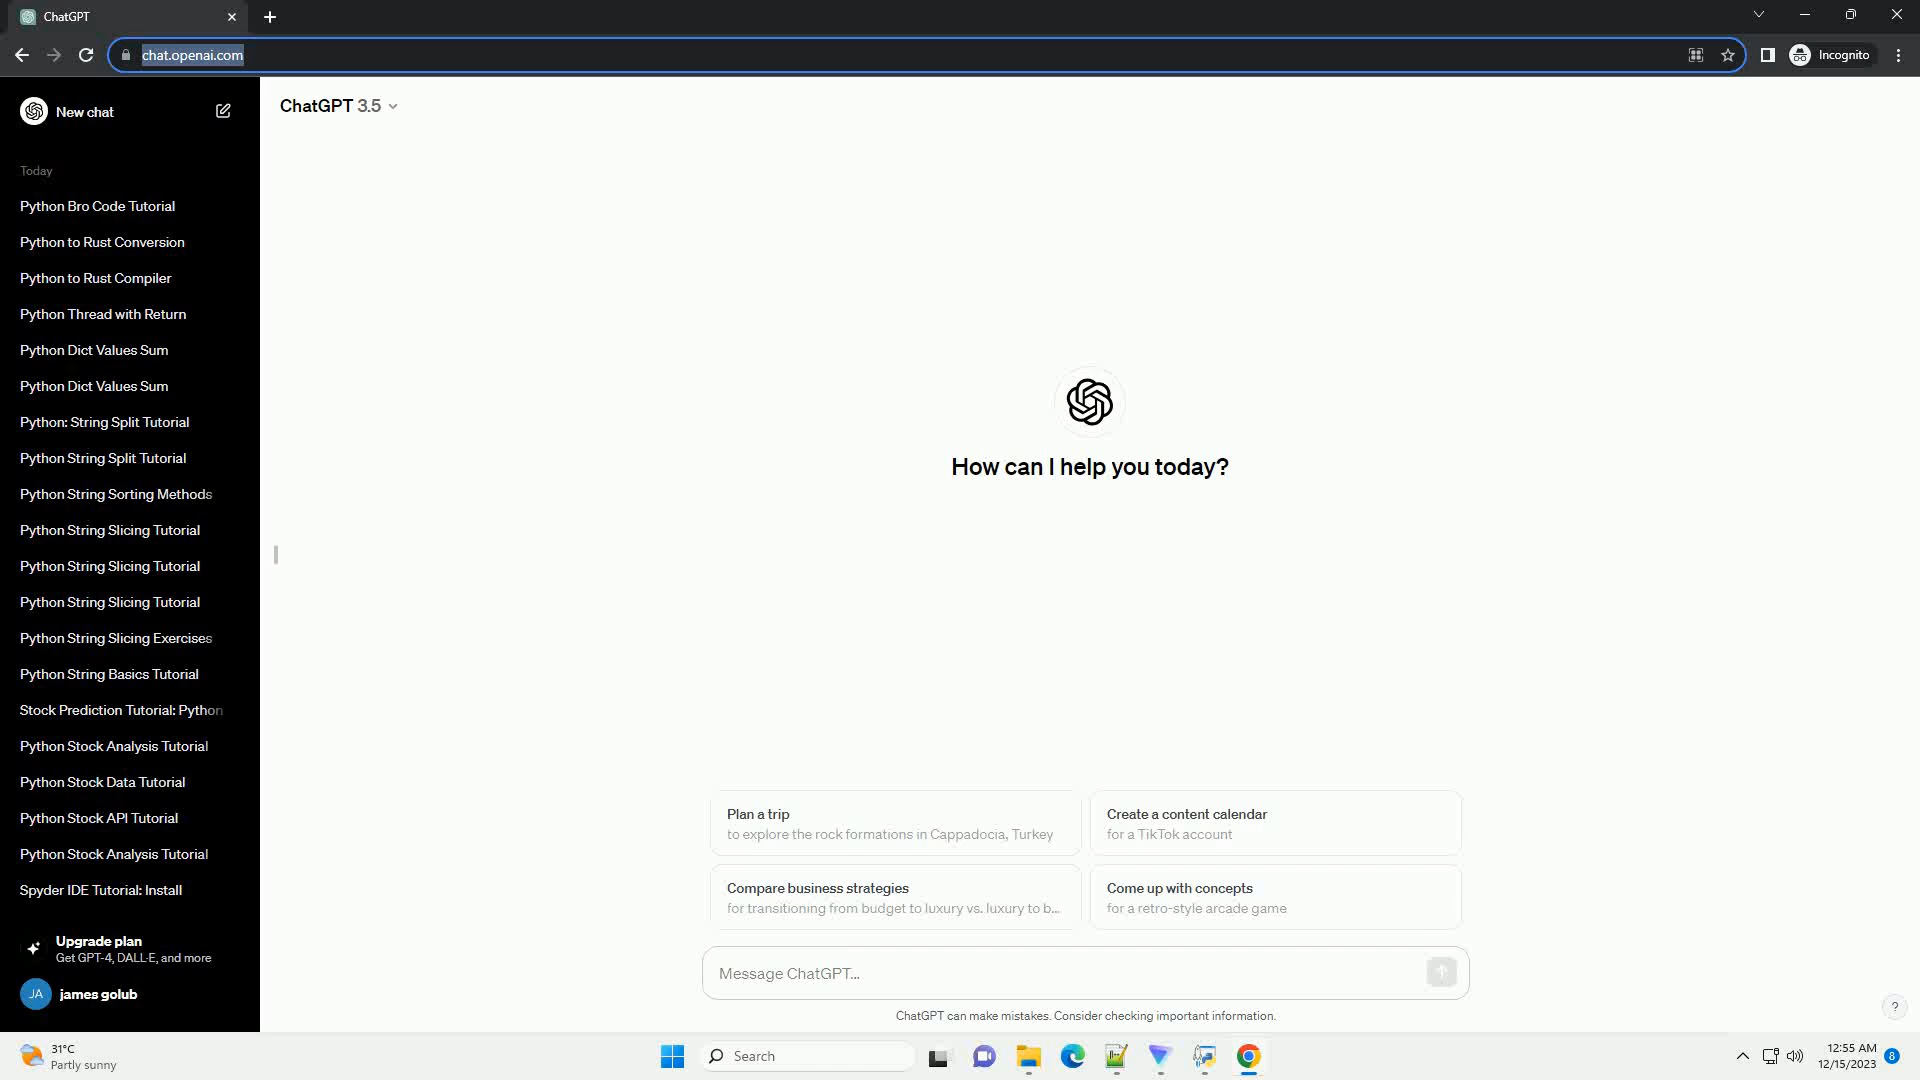 ChatGPT
chat.openai.com
Incognito
New chat
ChatGPT 3.5
Today
Python Bro Code Tutorial
Python to Rust Conversion
Python to Rust Compiler
Python Thread with Return
Python Dict Values Sum
Python Dict Values Sum
Python: String Split Tutorial
Python String Split Tutorial
Python String Sorting Methods
Python String Slicing Tutorial
Python String Slicing Tutorial
Python String Slicing Tutorial
Python String Slicing Exercises
Python String Basics Tutorial
Stock Prediction Tutorial: Python
Python Stock Analysis Tutorial
Python Stock Data Tutorial
Python Stock API Tutorial
Python Stock Analysis Tutorial
Spyder IDE Tutorial: Install
Upgrade plan
Get GPT-4, DALL·E, and more
JA james golub
How can I help you today?
Plan a trip
to explore the rock formations in Cappadocia, Turkey
Create a content calendar
for a TikTok account
Compare business strategies
for transitioning from budget to luxury vs. luxury to b...
Come up with concepts
for a retro-style arcade game
Message ChatGPT...
ChatGPT can make mistakes. Consider checking important information.
?
31°C
Partly sunny
Search
12:55 AM
12/15/2023
8